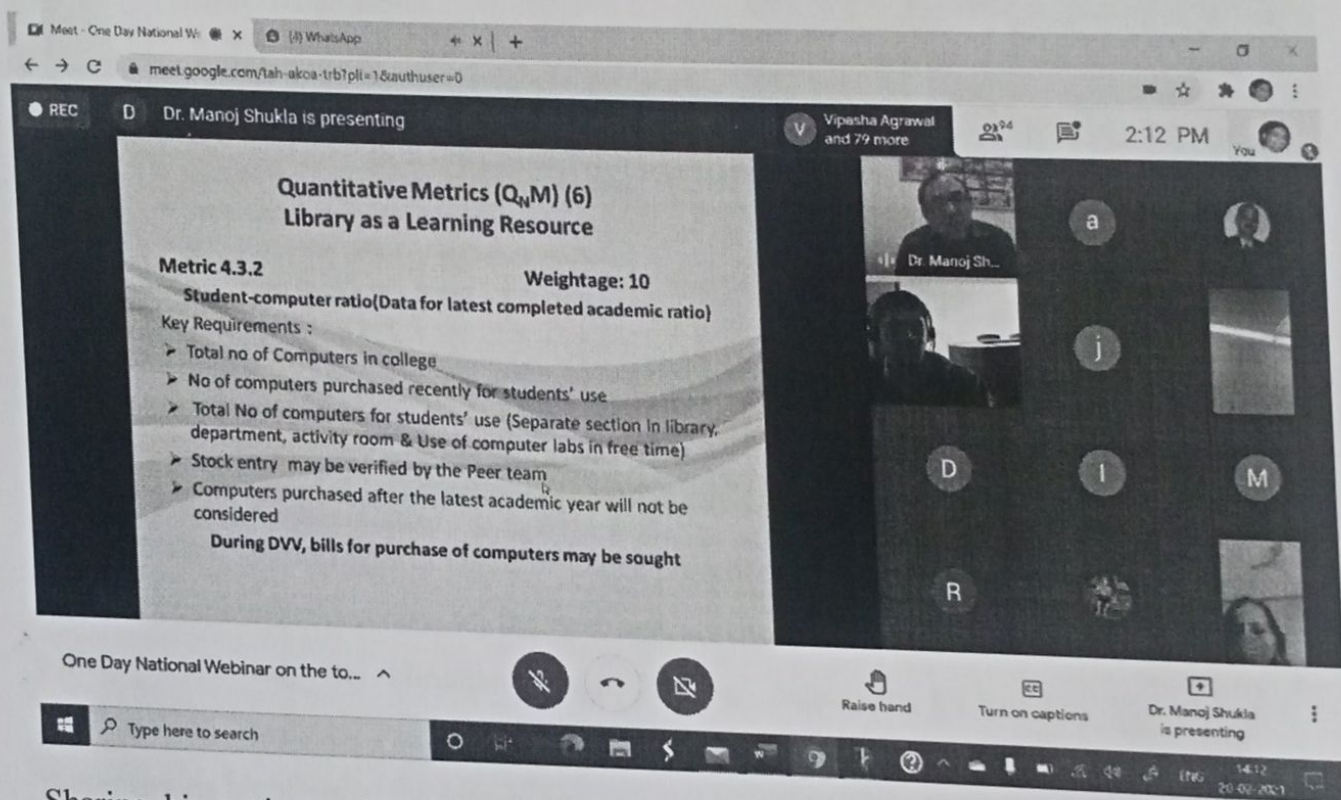 Meet - One Day National W
(4) WhatsApp
meet.google.com/tah-akoa-trb?pli=1&authuser=0
REC
D Dr. Manoj Shukla is presenting
V Vipasha Agrawal
and 79 more
94
2:12 PM
You
Quantitative Metrics (QNM) (6)
Library as a Learning Resource
Metric 4.3.2 Weightage: 10
Student-computer ratio(Data for latest completed academic ratio)
Key Requirements :
➤ Total no of Computers in college
➤ No of computers purchased recently for students' use
➤ Total No of computers for students' use (Separate section in library,
department, activity room & Use of computer labs in free time)
➤ Stock entry may be verified by the Peer team
➤ Computers purchased after the latest academic year will not be
considered
During DVV, bills for purchase of computers may be sought
Dr. Manoj Sh...
a
j
D
I
M
R
One Day National Webinar on the to...
Raise hand
CC
Turn on captions
Dr. Manoj Shukla
is presenting
Type here to search
ENG
14:12
20-02-2021